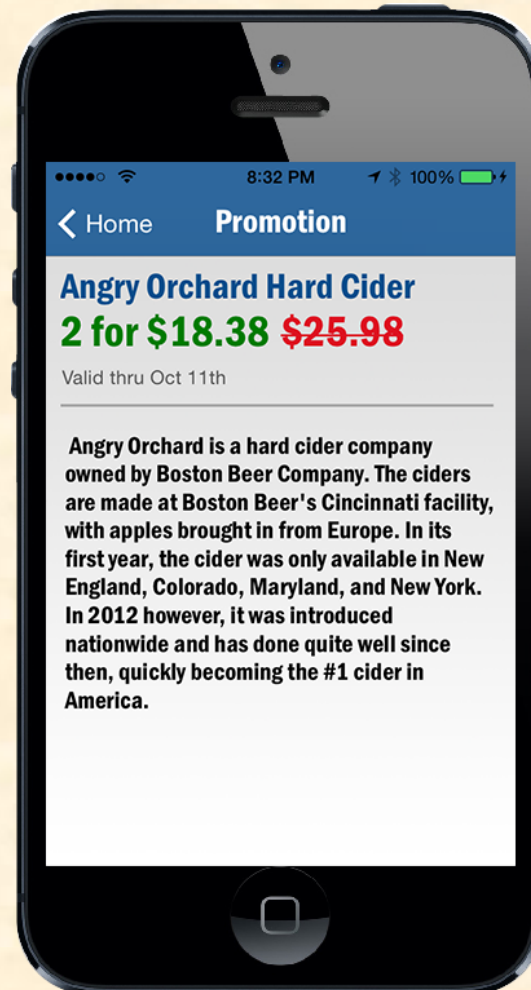 8:32 PM 100%
Home Promotion
Angry Orchard Hard Cider
2 for $18.38 $25.98
Valid thru Oct 11th
Angry Orchard is a hard cider company
owned by Boston Beer Company. The ciders
are made at Boston Beer's Cincinnati facility,
with apples brought in from Europe. In its
first year, the cider was only available in New
England, Colorado, Maryland, and New York.
In 2012 however, it was introduced
nationwide and has done quite well since
then, quickly becoming the #1 cider in
America.